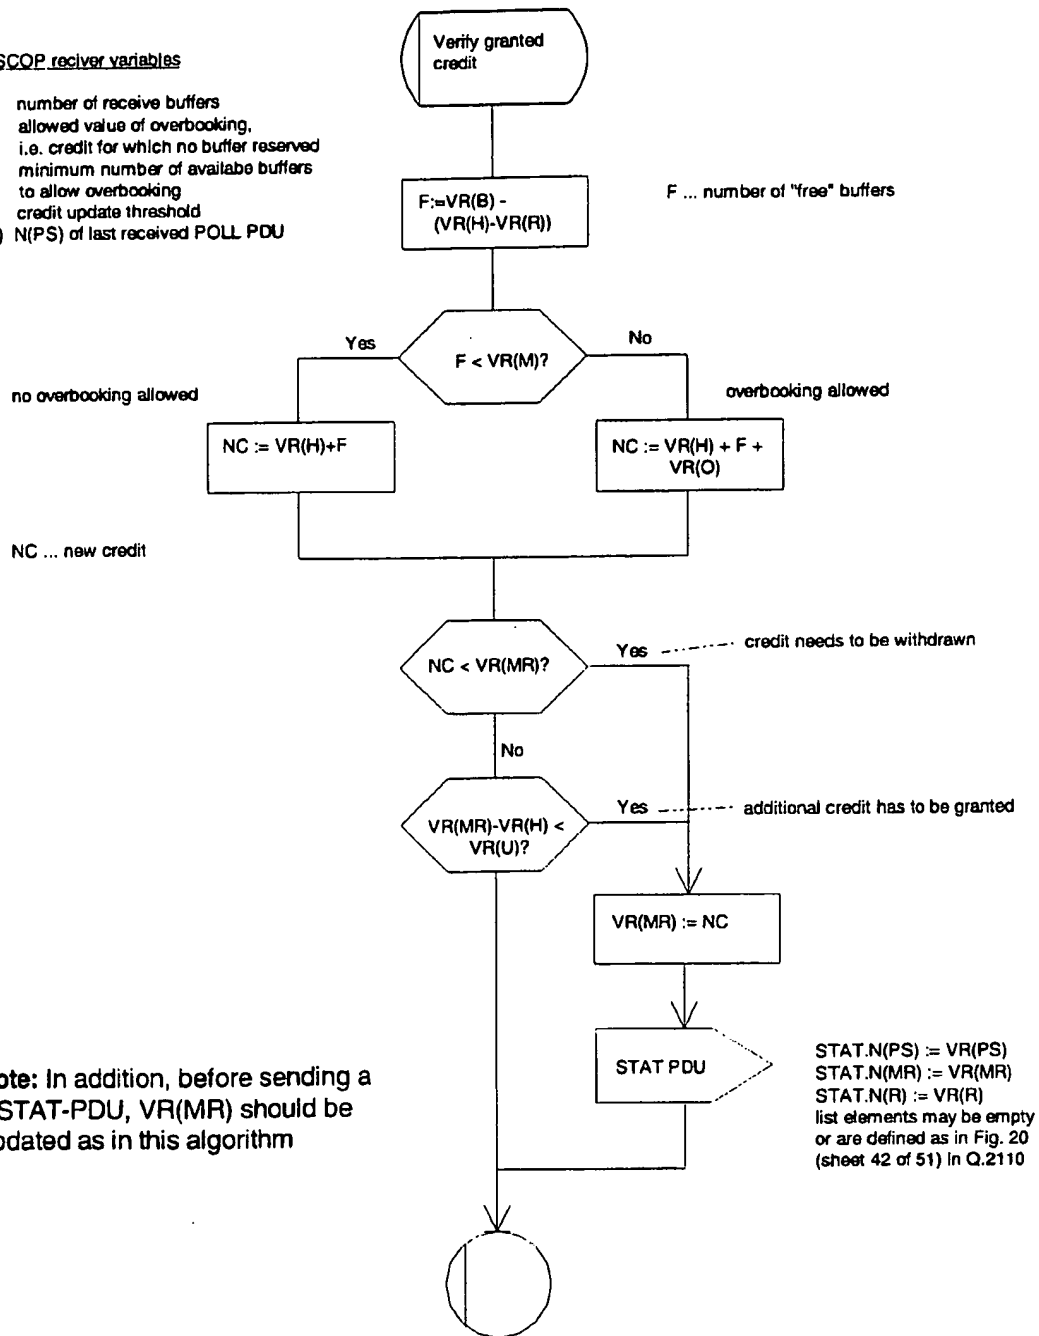 SCOP reciver variables
number of receive buffers
allowed value of overbooking,
i.e. credit for which no buffer reserved
minimum number of availabe buffers
to allow overbooking
credit update threshold
) N(PS) of last received POLL PDU
Verify granted
credit
F:=VR(B) -
(VR(H)-VR(R))
F ... number of "free" buffers
Yes
F < VR(M)?
No
no overbooking allowed
overbooking allowed
NC := VR(H)+F
NC := VR(H) + F +
VR(O)
NC ... new credit
NC < VR(MR)?
Yes
credit needs to be withdrawn
No
VR(MR)-VR(H) <
VR(U)?
Yes
additional credit has to be granted
VR(MR) := NC
STAT PDU
STAT.N(PS) := VR(PS)
STAT.N(MR) := VR(MR)
STAT.N(R) := VR(R)
list elements may be empty
or are defined as in Fig. 20
(sheet 42 of 51) in Q.2110
ote: In addition, before sending a
STAT-PDU, VR(MR) should be
odated as in this algorithm